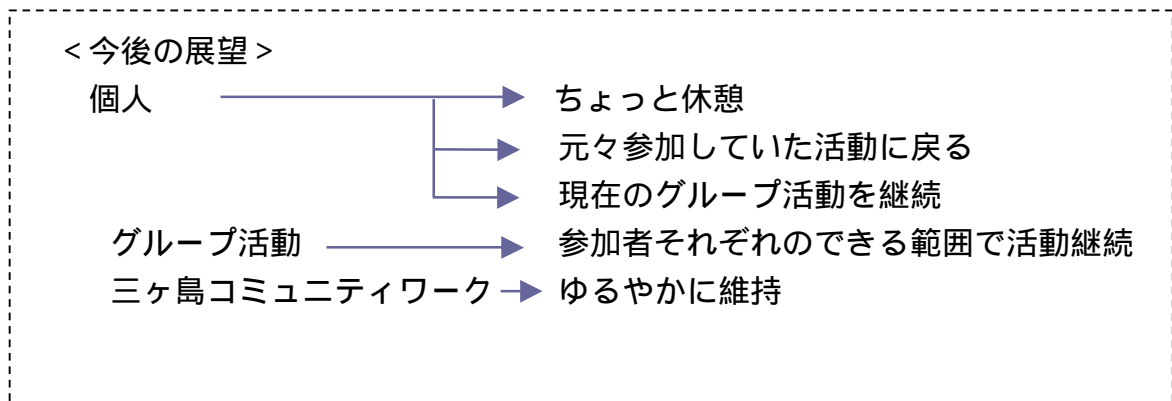 <今後の展望>
個人 ちょっと休憩
元々参加していた活動に戻る
現在のグループ活動を継続
グループ活動 参加者それぞれのできる範囲で活動継続
三ヶ島コミュニティワーク ゆるやかに維持